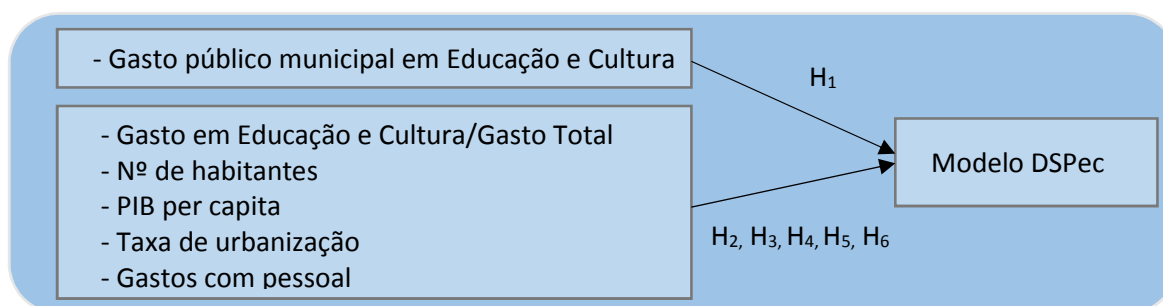 - Gasto público municipal em Educação e Cultura
H1
- Gasto em Educação e Cultura/Gasto Total
- Nº de habitantes
- PIB per capita
- Taxa de urbanização
- Gastos com pessoal
Modelo DSPec
H2, H3, H4, H5, H6